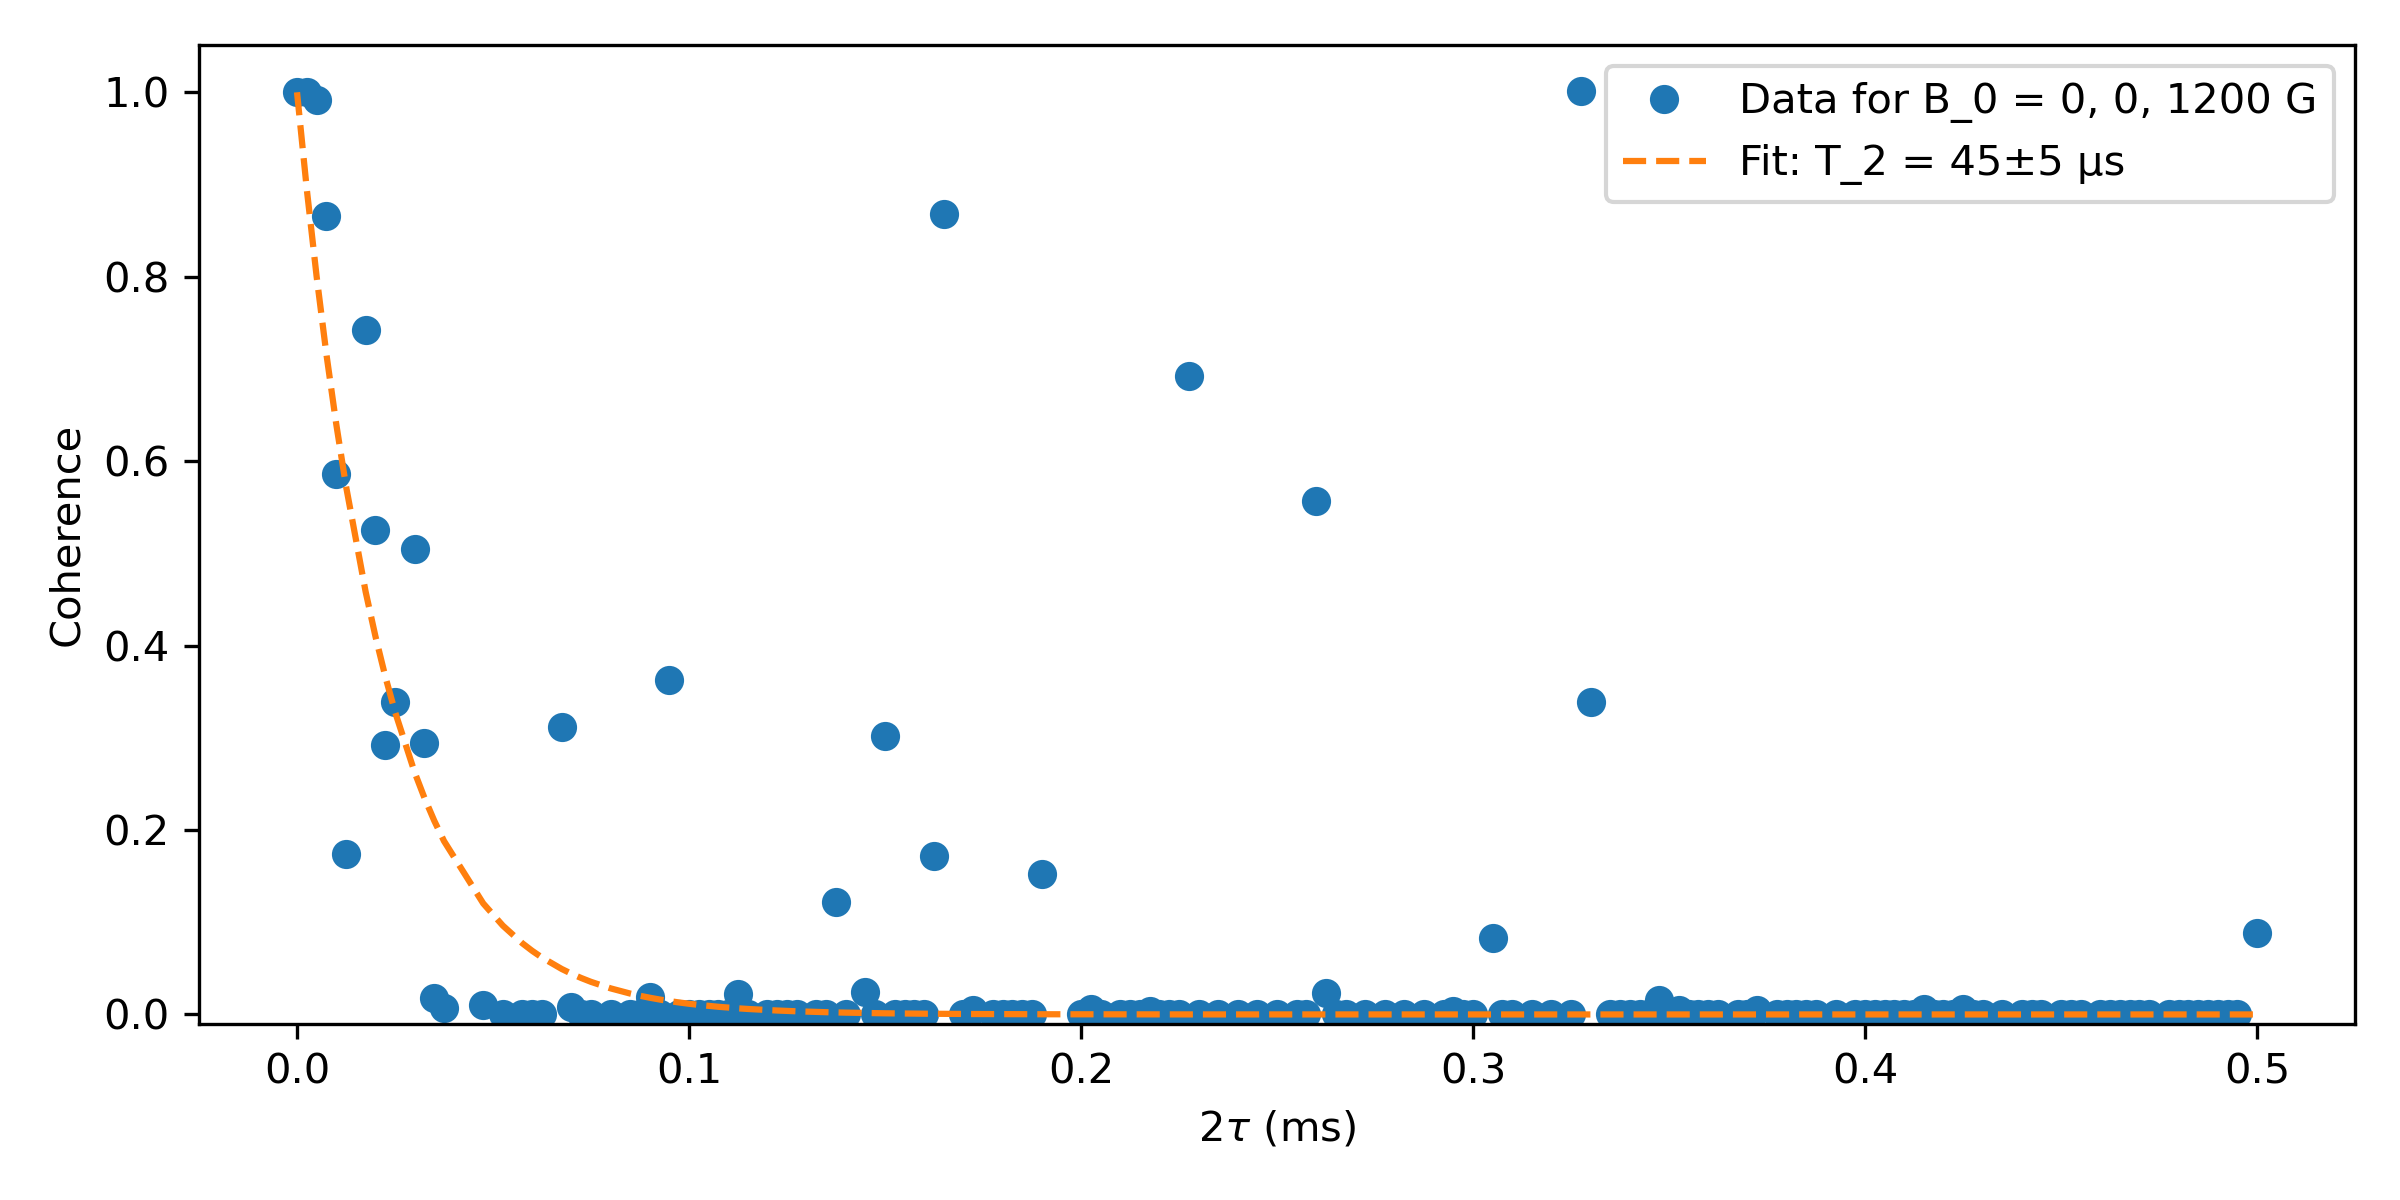 Data for B_0 = 0, 0, 1200 G
Fit: T_2 = 45±5 μs
Coherence
1.0
0.8
0.6
0.4
0.2
0.0
0.0 0.1 0.2 0.3 0.4 0.5
2τ (ms)